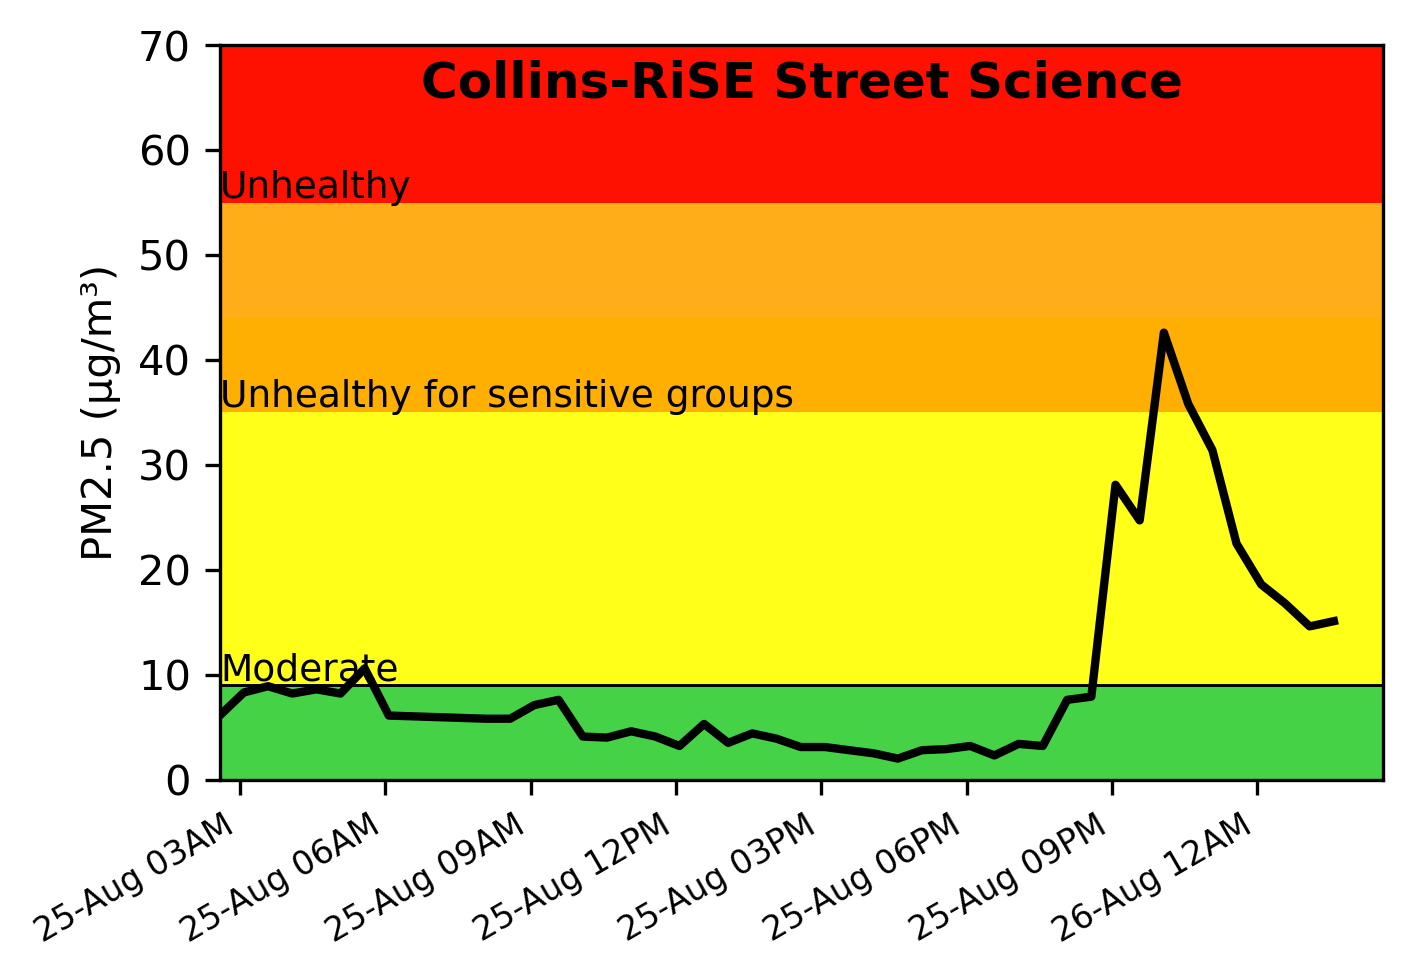 Collins-RiSE Street Science
PM2.5 (μg/m³)
70
60
Unhealthy
50
40
Unhealthy for sensitive groups
30
20
Moderate
10
0
25-Aug 03AM
25-Aug 06AM
25-Aug 09AM
25-Aug 12PM
25-Aug 03PM
25-Aug 06PM
25-Aug 09PM
26-Aug 12AM